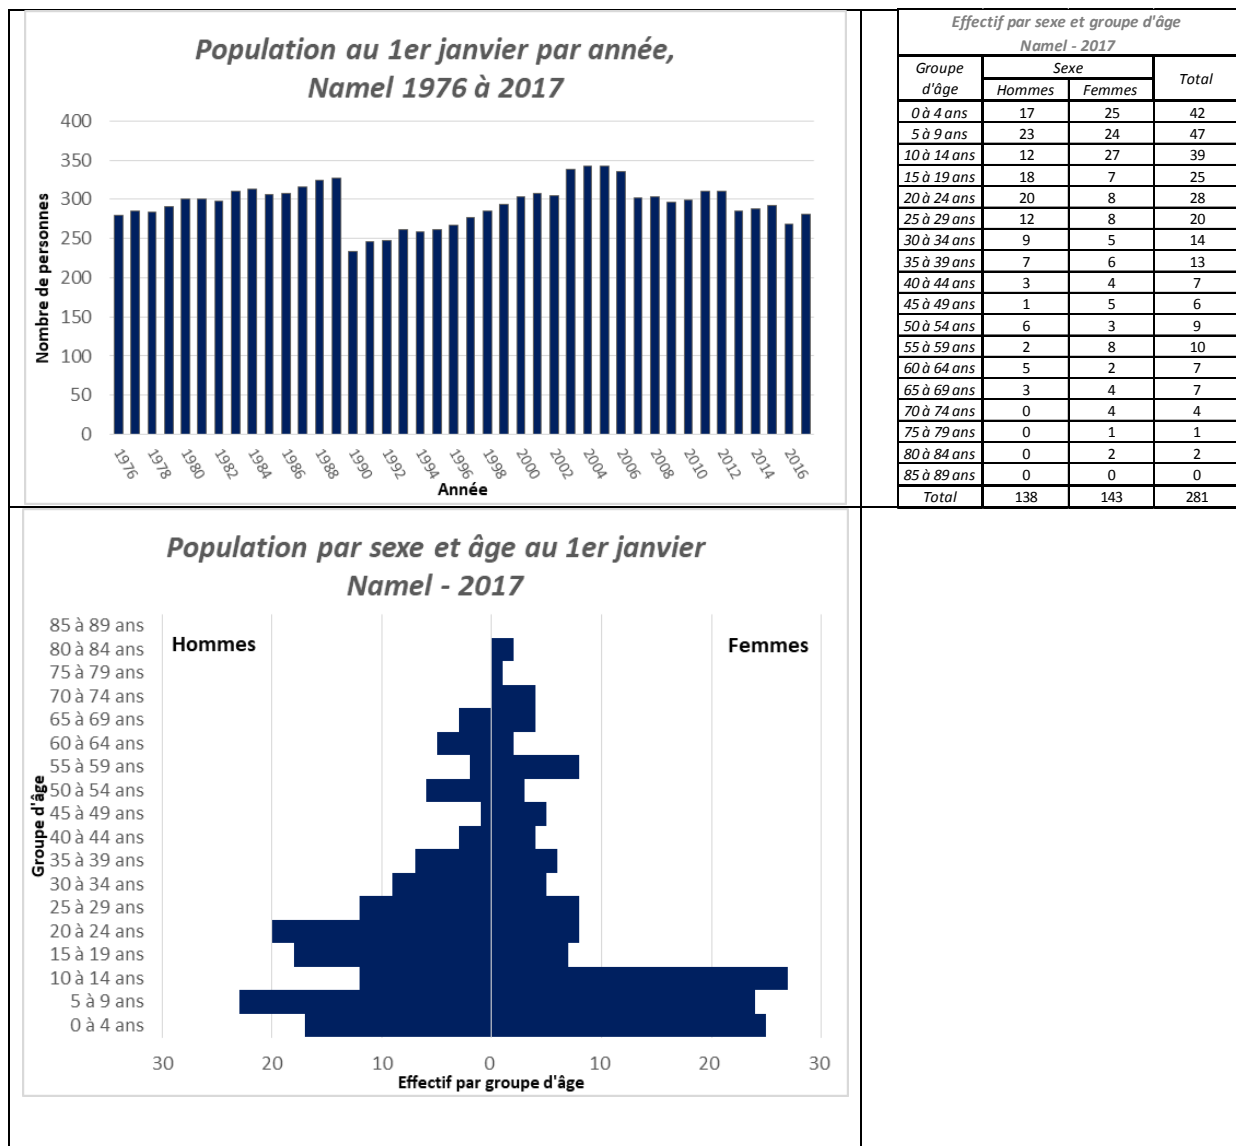 Population au 1er janvier par année,
Namel 1976 à 2017
Nombre de personnes
400
350
300
250
200
150
100
50
0
1976 1978 1980 1982 1984 1986 1988 1990 1992 1994 1996 1998 2000 2002 2004 2006 2008 2010 2012 2014 2016
Année
Effectif par sexe et groupe d'âge
Namel - 2017
Groupe d'âge Sexe Total
Hommes Femmes
0 à 4 ans 17 25 42
5 à 9 ans 23 24 47
10 à 14 ans 12 27 39
15 à 19 ans 18 7 25
20 à 24 ans 20 8 28
25 à 29 ans 12 8 20
30 à 34 ans 9 5 14
35 à 39 ans 7 6 13
40 à 44 ans 3 4 7
45 à 49 ans 1 5 6
50 à 54 ans 6 3 9
55 à 59 ans 2 8 10
60 à 64 ans 5 2 7
65 à 69 ans 3 4 7
70 à 74 ans 0 4 4
75 à 79 ans 0 1 1
80 à 84 ans 0 2 2
85 à 89 ans 0 0 0
Total 138 143 281
Population par sexe et âge au 1er janvier
Namel - 2017
Hommes Femmes
Groupe d'âge
85 à 89 ans
80 à 84 ans
75 à 79 ans
70 à 74 ans
65 à 69 ans
60 à 64 ans
55 à 59 ans
50 à 54 ans
45 à 49 ans
40 à 44 ans
35 à 39 ans
30 à 34 ans
25 à 29 ans
20 à 24 ans
15 à 19 ans
10 à 14 ans
5 à 9 ans
0 à 4 ans
30 20 10 0 10 20 30
Effectif par groupe d'âge